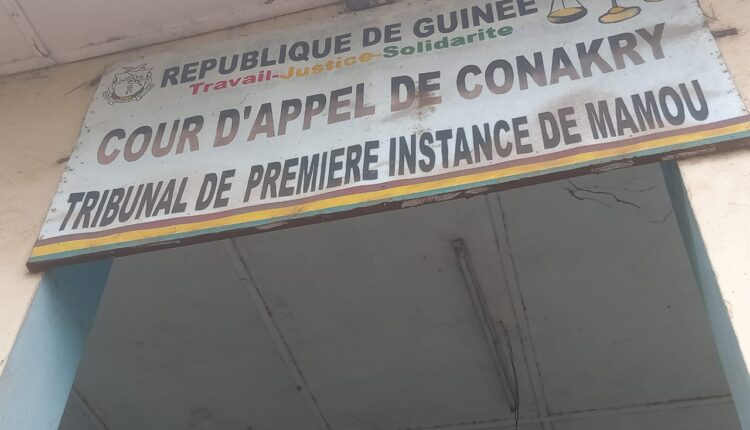 REPUBLIQUE DE GUINEE
Travail-Justice-Solidarite
COUR D'APPEL DE CONAKRY
TRIBUNAL DE PREMIERE INSTANCE DE MAMOU